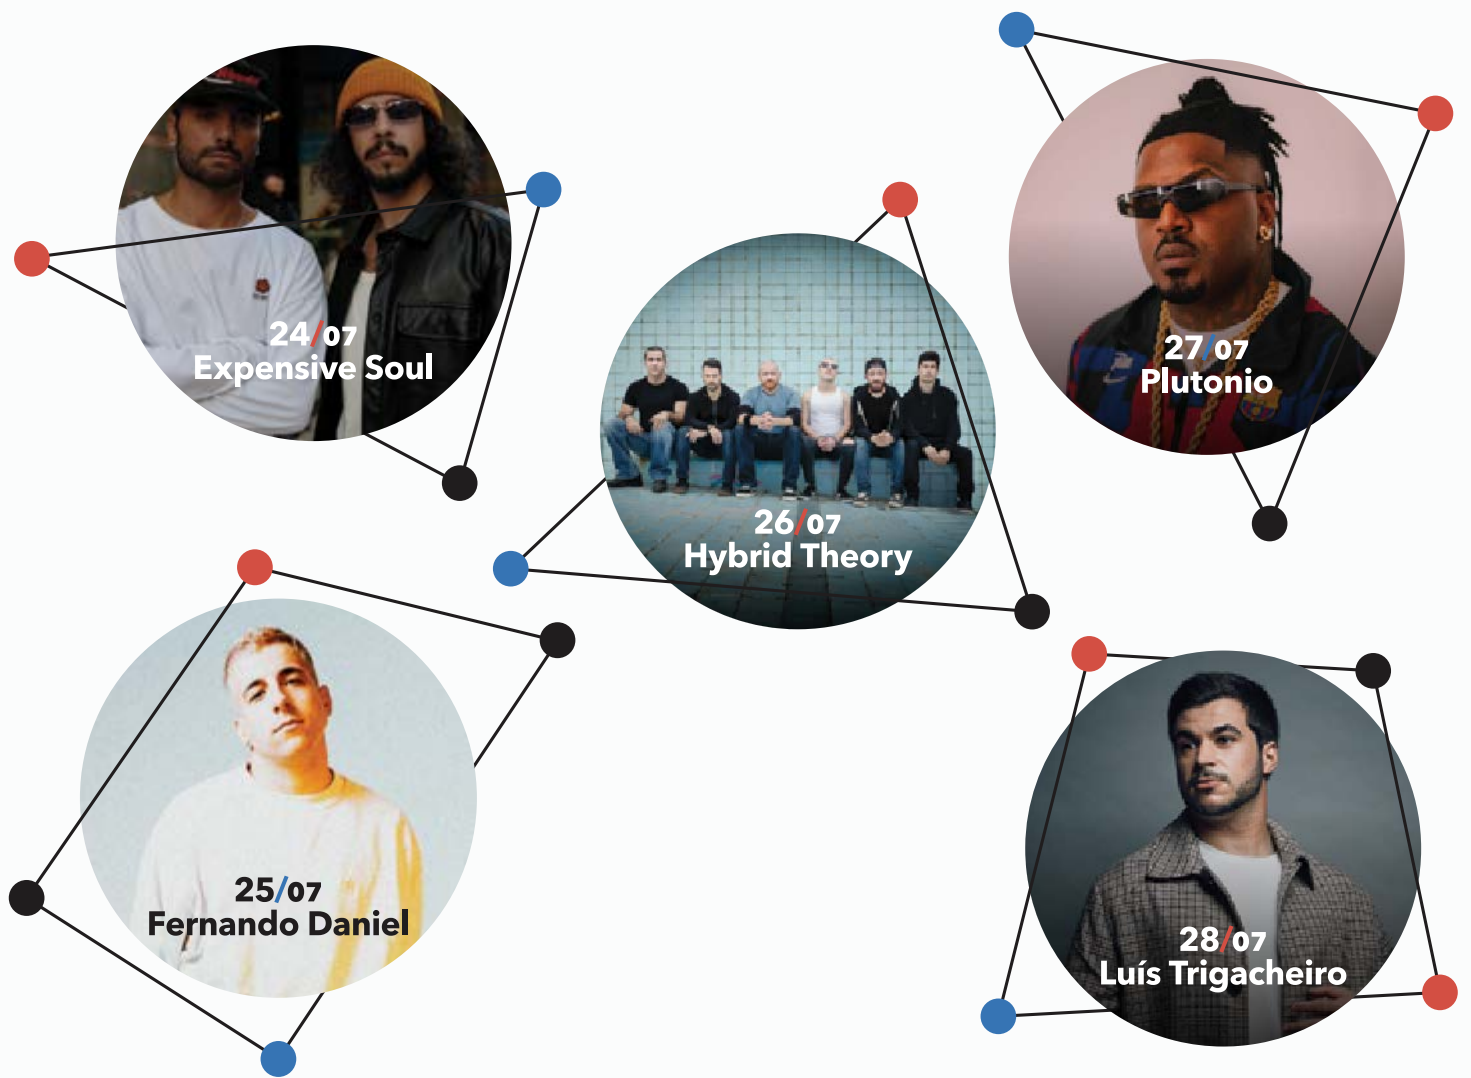 24/07
Expensive Soul
27/07
Plutonio
26/07
Hybrid Theory
25/07
Fernando Daniel
28/07
Luís Trigacheiro